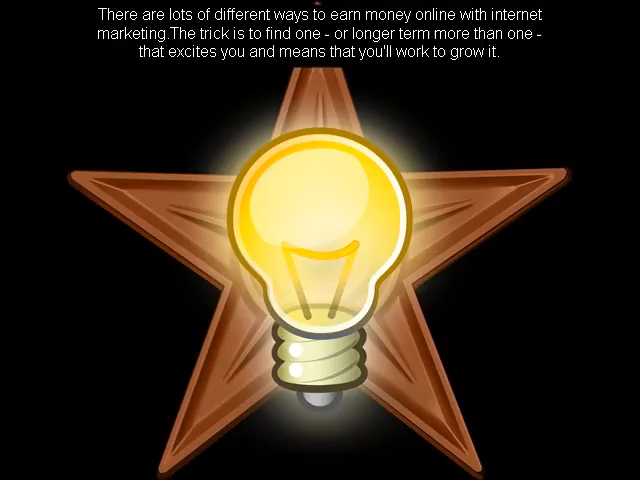 There are lots of different ways to earn money online with internet
marketing.The trick is to find one - or longer term more than one -
that excites you and means that you'll work to grow it.